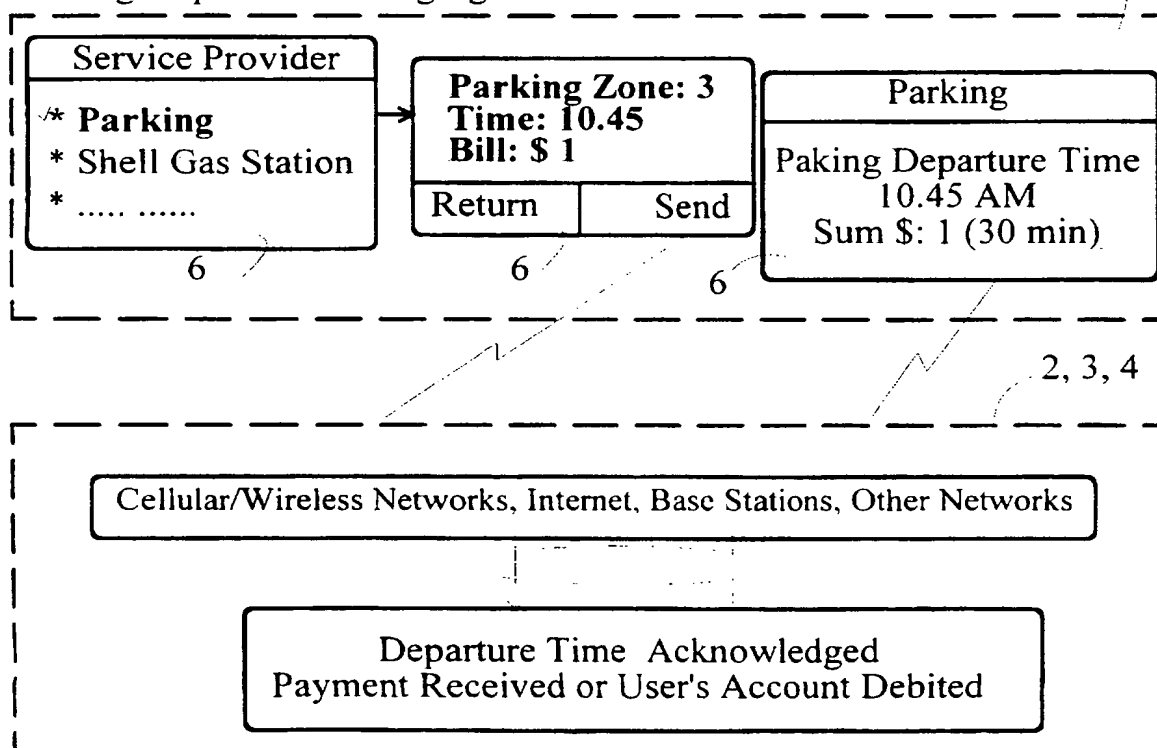 Service Provider
* Parking
* Shell Gas Station
* ..... ......
Parking Zone: 3
Time: 10.45
Bill: $ 1
Return Send
Parking
Paking Departure Time
10.45 AM
Sum $: 1 (30 min)
6
6
6
2, 3, 4
Cellular/Wireless Networks, Internet, Base Stations, Other Networks
Departure Time Acknowledged
Payment Received or User's Account Debited